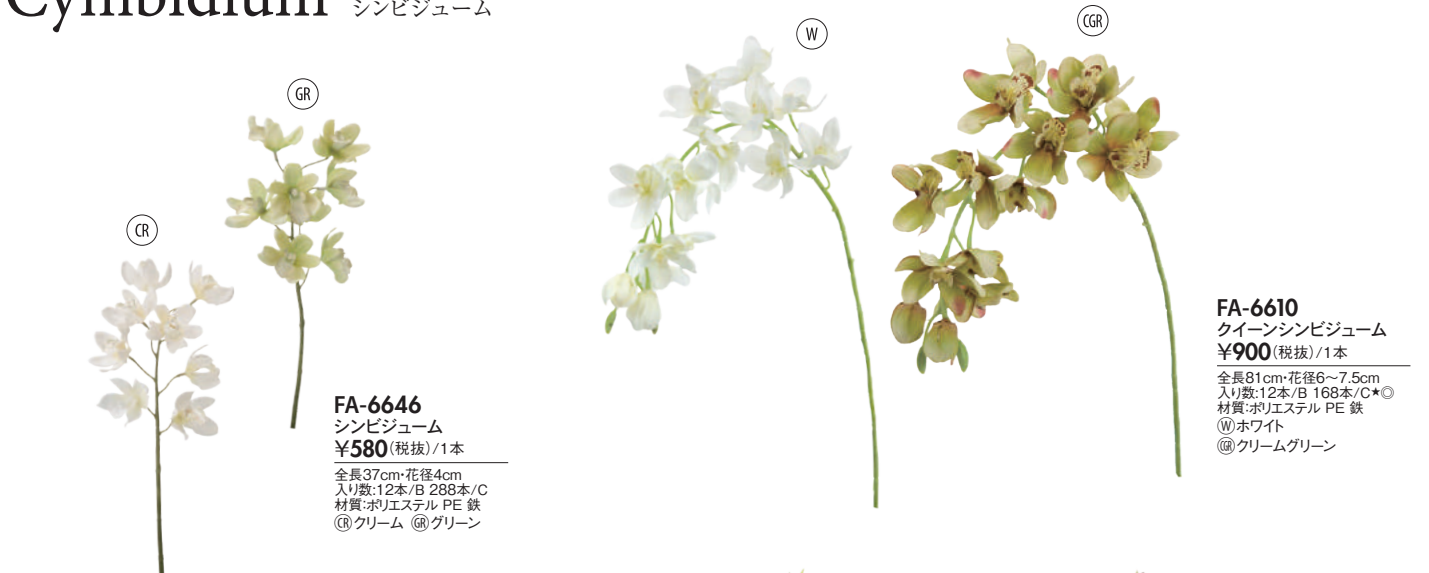 Cymbidium シンビジューム
W
CGR
GR
CR
FA-6646
シンビジューム
¥580(税抜)/1本
全長37cm・花径4cm
入り数:12本/B 288本/C
材質:ポリエステル PE 鉄
CRクリーム GRグリーン
FA-6610
クイーンシンビジューム
¥900(税抜)/1本
全長81cm・花径6〜7.5cm
入り数:12本/B 168本/C★◎
材質:ポリエステル PE 鉄
Wホワイト
CGRクリームグリーン